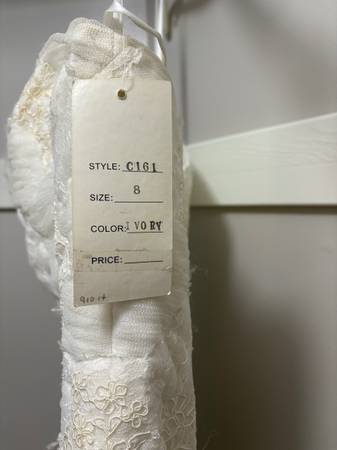 STYLE: C161
SIZE: 8
COLOR: IVORY
PRICE: